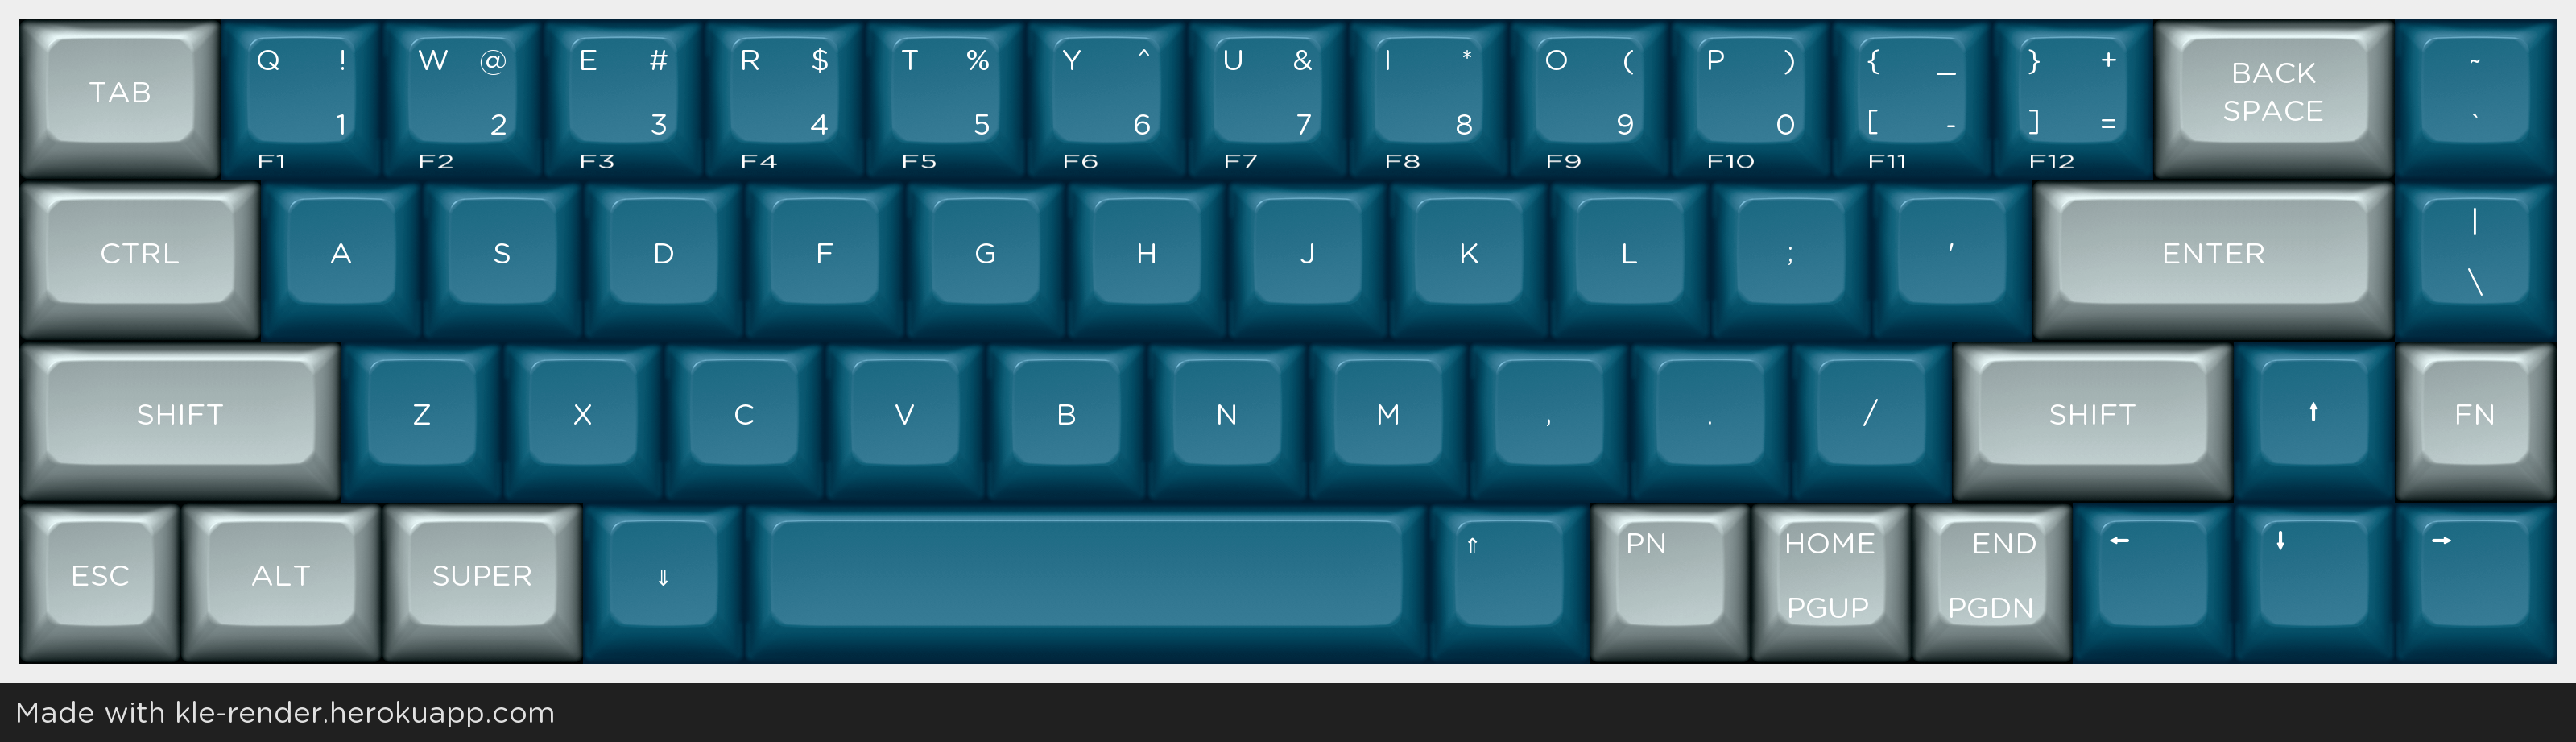 TAB Q ! W @ E # R $ T % Y ^ U & I * O ( P ) { _ } + BACK ~
1 2 3 4 5 6 7 8 9 0 [ - ] = SPACE `
F1 F2 F3 F4 F5 F6 F7 F8 F9 F10 F11 F12
CTRL A S D F G H J K L ; ' ENTER | \
SHIFT Z X C V B N M , . / SHIFT ↑ FN
ESC ALT SUPER ⇓ ⇑ PN HOME END ← ↓ →
PGUP PGDN
Made with kle-render.herokuapp.com